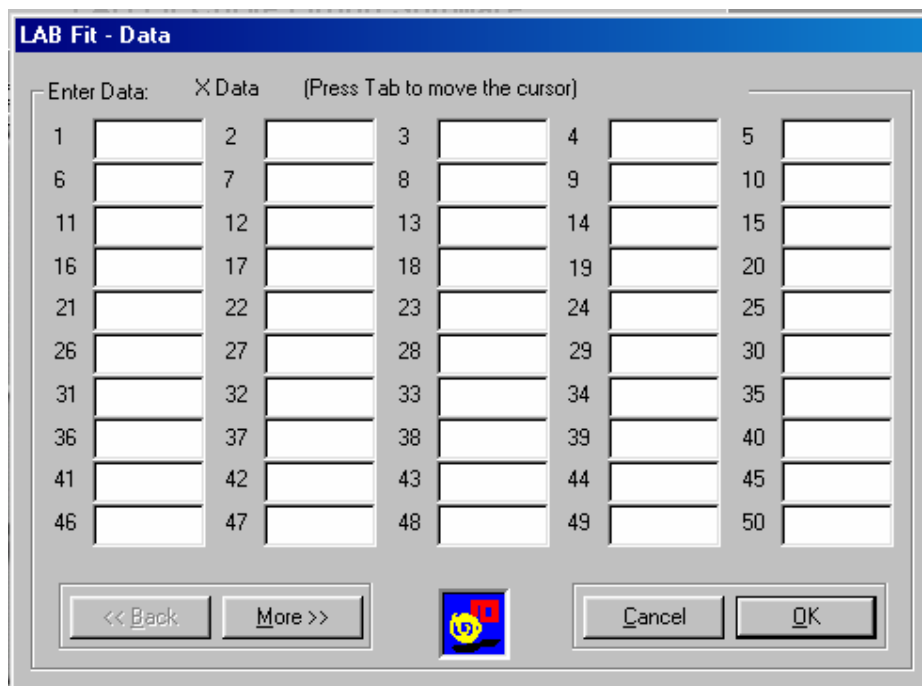 LAB Fit - Data
Enter Data: X Data (Press Tab to move the cursor)
1 2 3 4 5
6 7 8 9 10
11 12 13 14 15
16 17 18 19 20
21 22 23 24 25
26 27 28 29 30
31 32 33 34 35
36 37 38 39 40
41 42 43 44 45
46 47 48 49 50
<< Back More >> Cancel OK